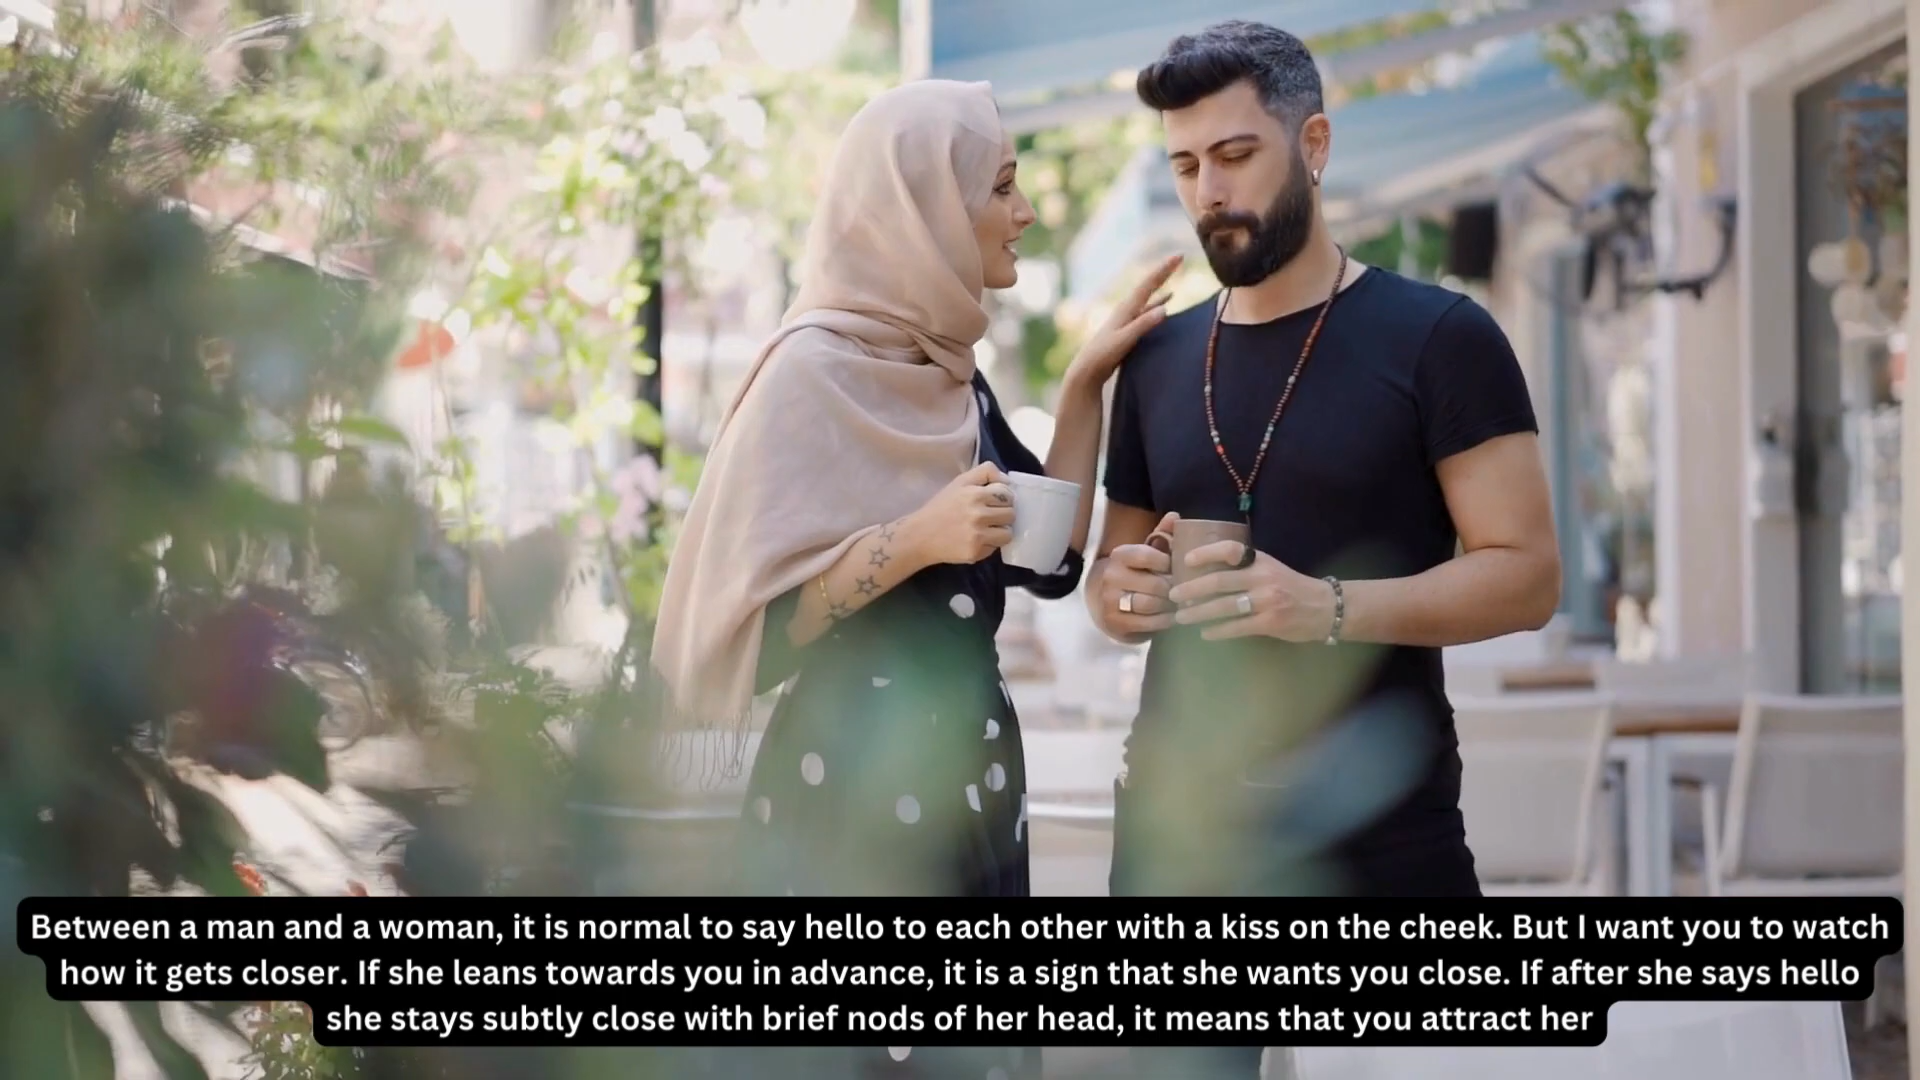 Between a man and a woman, it is normal to say hello to each other with a kiss on the cheek. But I want you to watch
how it gets closer. If she leans towards you in advance, it is a sign that she wants you close. If after she says hello
she stays subtly close with brief nods of her head, it means that you attract her